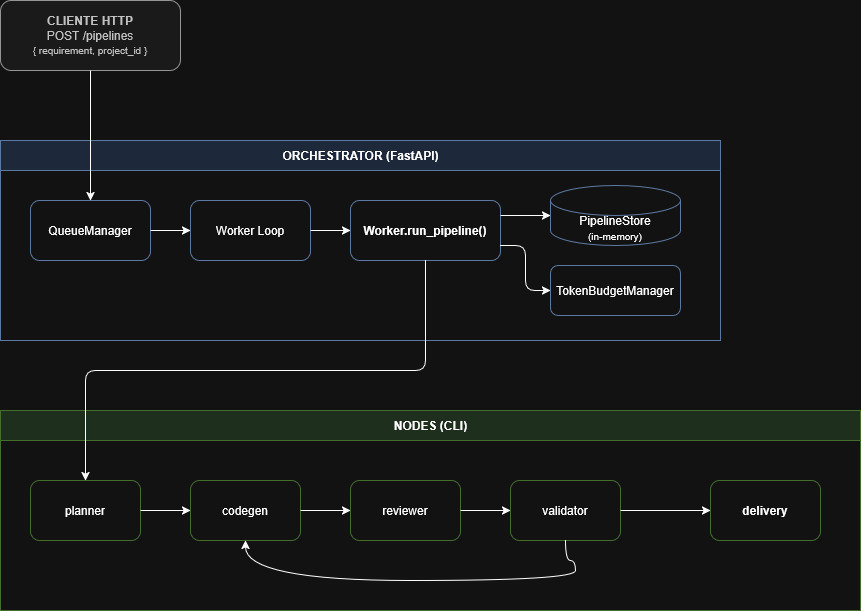 CLIENTE HTTP
POST /pipelines
{ requirement, project_id }
ORCHESTRATOR (FastAPI)
QueueManager
Worker Loop
Worker.run_pipeline()
PipelineStore
(in-memory)
TokenBudgetManager
NODES (CLI)
planner
codegen
reviewer
validator
delivery